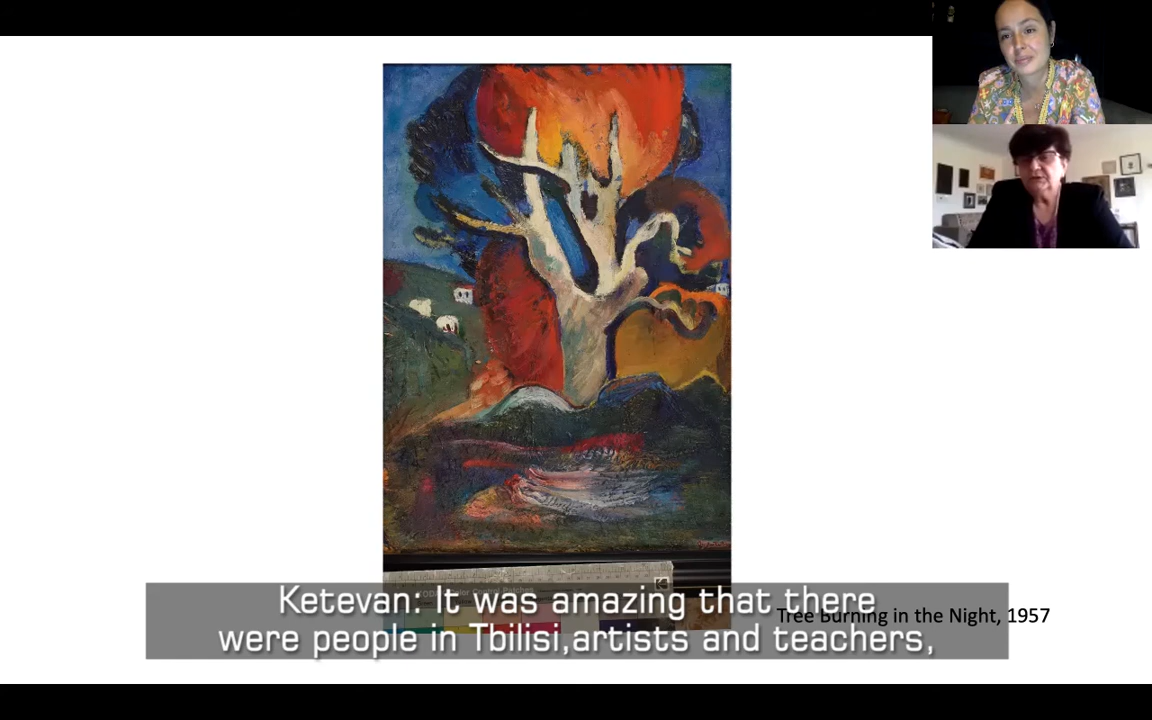 Ketevan: It was amazing that there
were people in Tbilisi,artists and teachers,
Tree Burning in the Night, 1957